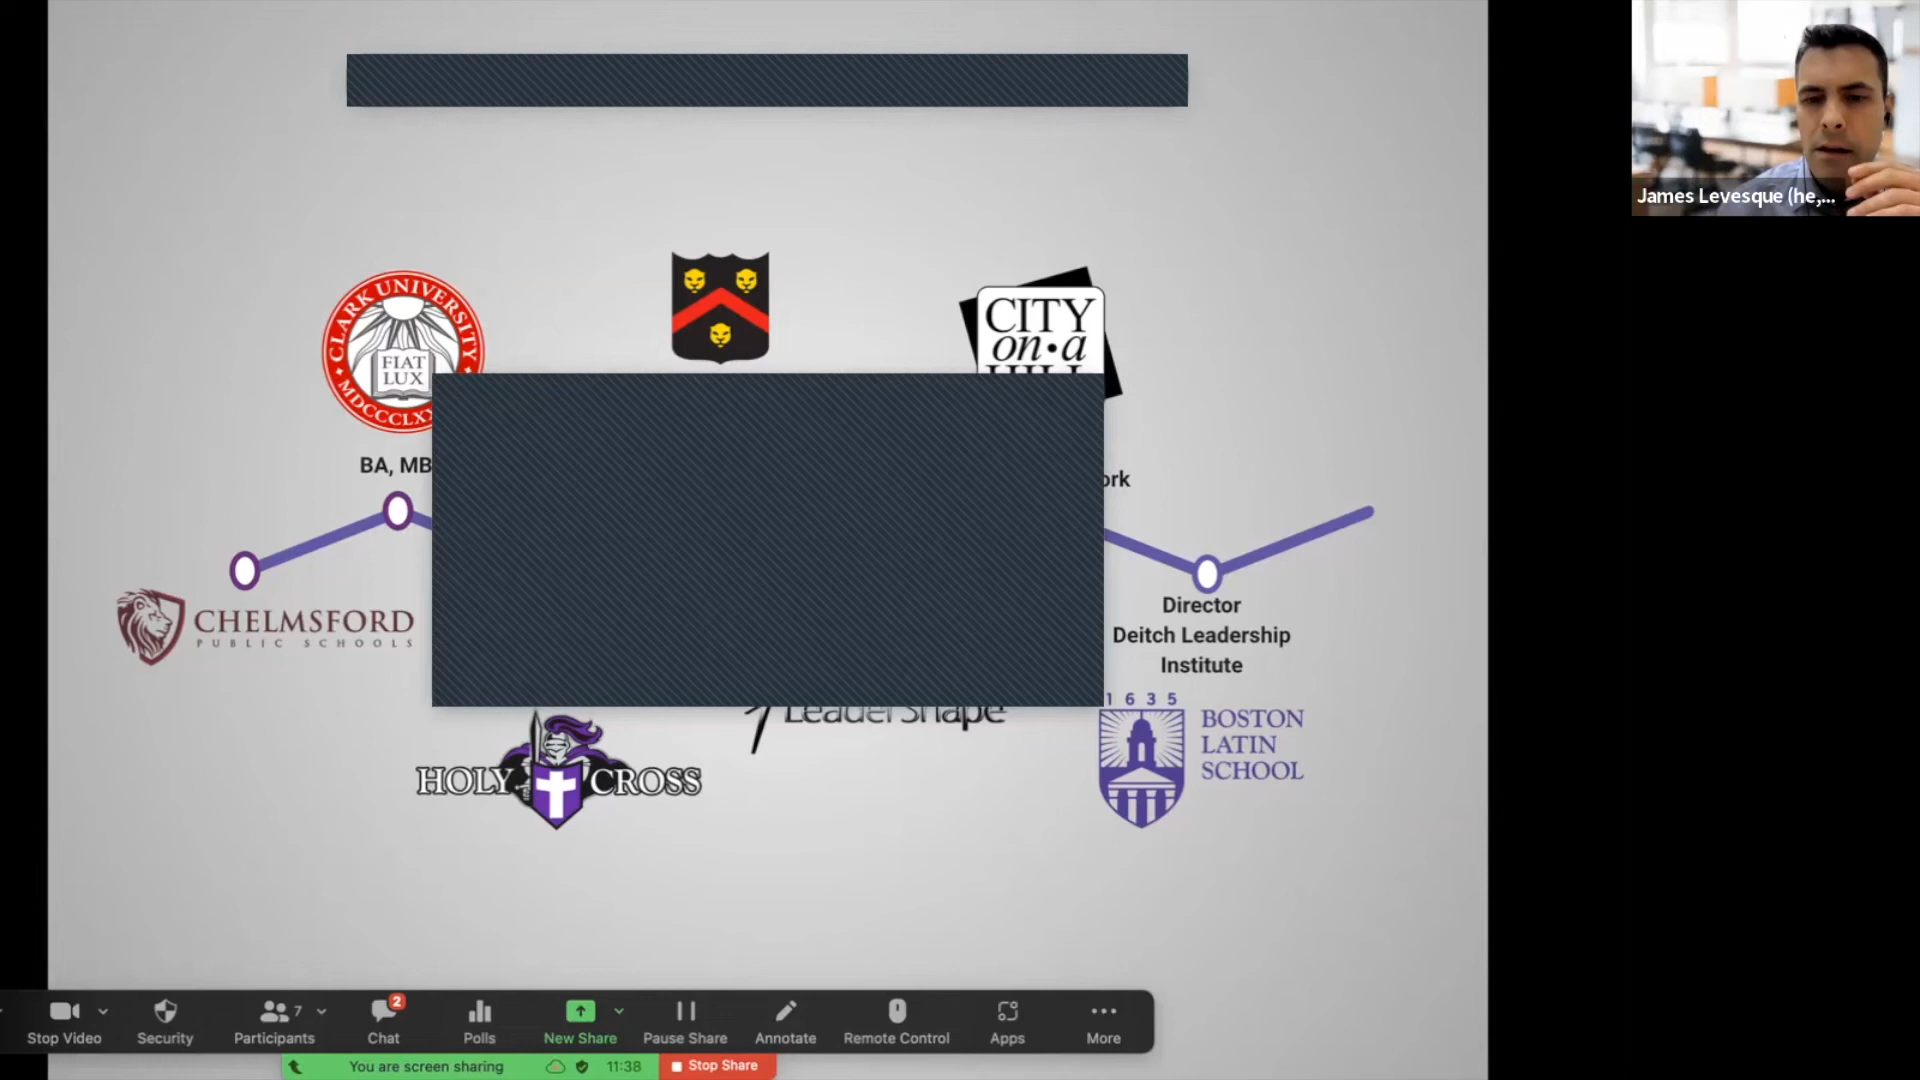 James Levesque (he,...
CLARK UNIVERSITY
FIAT
LUX
CITY
on•a
BA, MB
ork
CHELMSFORD
PUBLIC SCHOOLS
Director
Deitch Leadership
Institute
LeaderShape
1635
BOSTON
LATIN
SCHOOL
HOLY CROSS
7
2
Stop Video
Security
Participants
Chat
Polls
New Share
Pause Share
Annotate
Remote Control
Apps
More
You are screen sharing
11:38
Stop Share